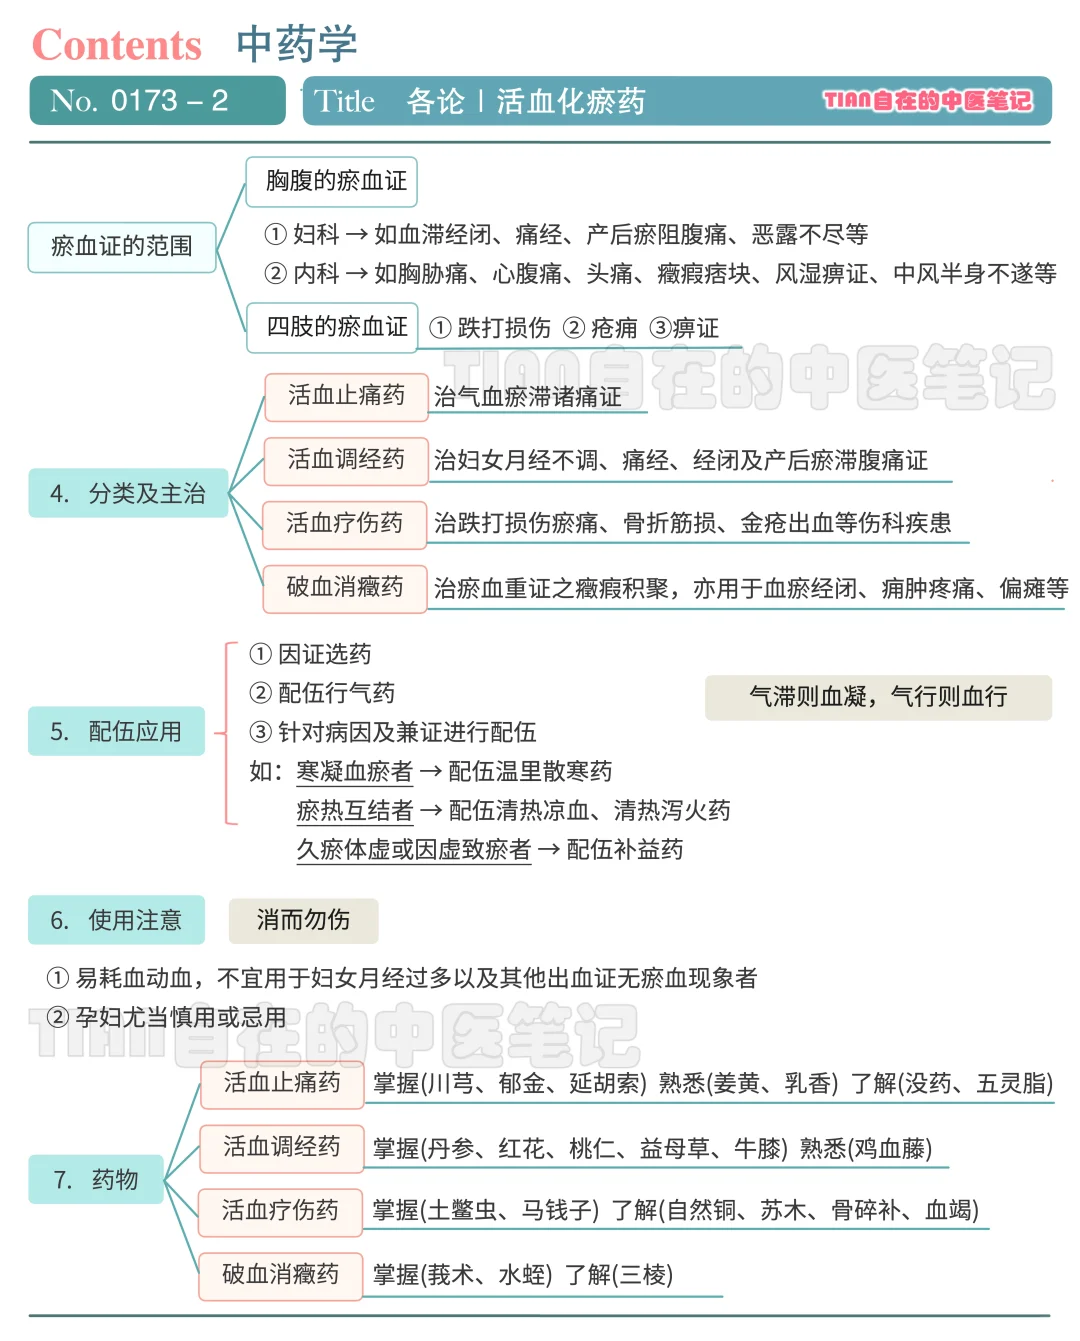 Contents 中药学
No. 0173 – 2 Title 各论 | 活血化瘀药 TIAN自在的中医笔记
胸腹的瘀血证
瘀血证的范围
① 妇科 → 如血滞经闭、痛经、产后瘀阻腹痛、恶露不尽等
② 内科 → 如胸胁痛、心腹痛、头痛、癥瘕痞块、风湿痹证、中风半身不遂等
四肢的瘀血证 ① 跌打损伤 ② 疮痈 ③痹证
TIAN自在的中医笔记
活血止痛药 治气血瘀滞诸痛证
活血调经药 治妇女月经不调、痛经、经闭及产后瘀滞腹痛证
4. 分类及主治
活血疗伤药 治跌打损伤瘀痛、骨折筋损、金疮出血等伤科疾患
破血消癥药 治瘀血重证之癥瘕积聚，亦用于血瘀经闭、痈肿疼痛、偏瘫等
5. 配伍应用
① 因证选药
② 配伍行气药
气滞则血凝，气行则血行
③ 针对病因及兼证进行配伍
如：寒凝血瘀者 → 配伍温里散寒药
瘀热互结者 → 配伍清热凉血、清热泻火药
久瘀体虚或因虚致瘀者 → 配伍补益药
6. 使用注意 消而勿伤
① 易耗血动血，不宜用于妇女月经过多以及其他出血证无瘀血现象者
② 孕妇尤当慎用或忌用
TIAN自在的中医笔记
活血止痛药 掌握(川芎、郁金、延胡索) 熟悉(姜黄、乳香) 了解(没药、五灵脂)
活血调经药 掌握(丹参、红花、桃仁、益母草、牛膝) 熟悉(鸡血藤)
7. 药物
活血疗伤药 掌握(土鳖虫、马钱子) 了解(自然铜、苏木、骨碎补、血竭)
破血消癥药 掌握(莪术、水蛭) 了解(三棱)